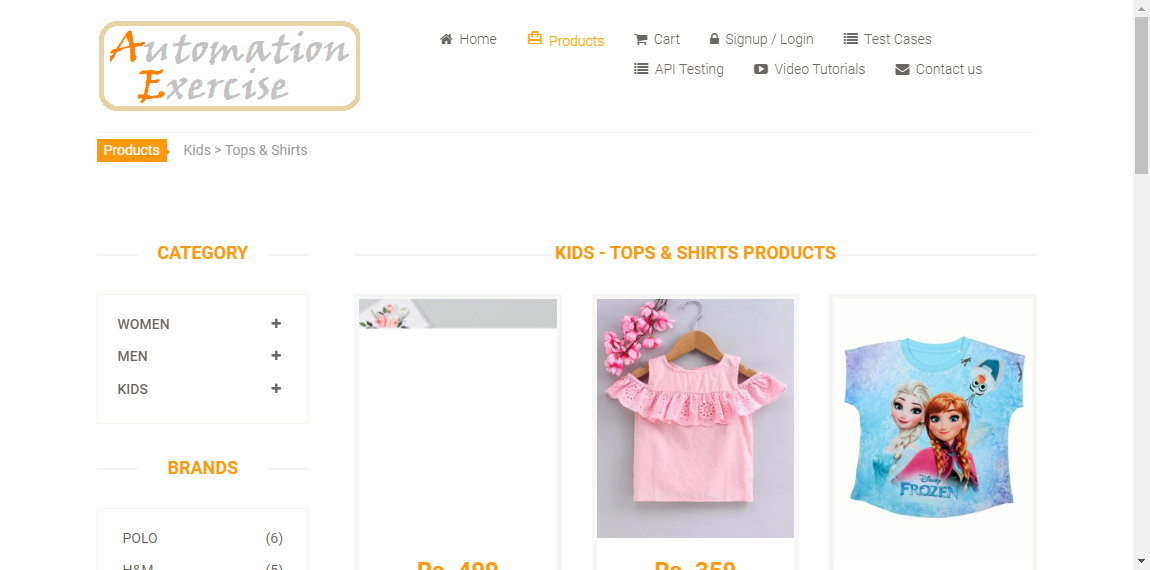 Automation
Exercise
Home
Products
Cart
Signup / Login
Test Cases
API Testing
Video Tutorials
Contact us
Products
Kids > Tops & Shirts
CATEGORY
WOMEN
MEN
KIDS
BRANDS
POLO (6)
H&M (5)
KIDS - TOPS & SHIRTS PRODUCTS
Disney
FROZEN
Rs. 499
Rs. 359